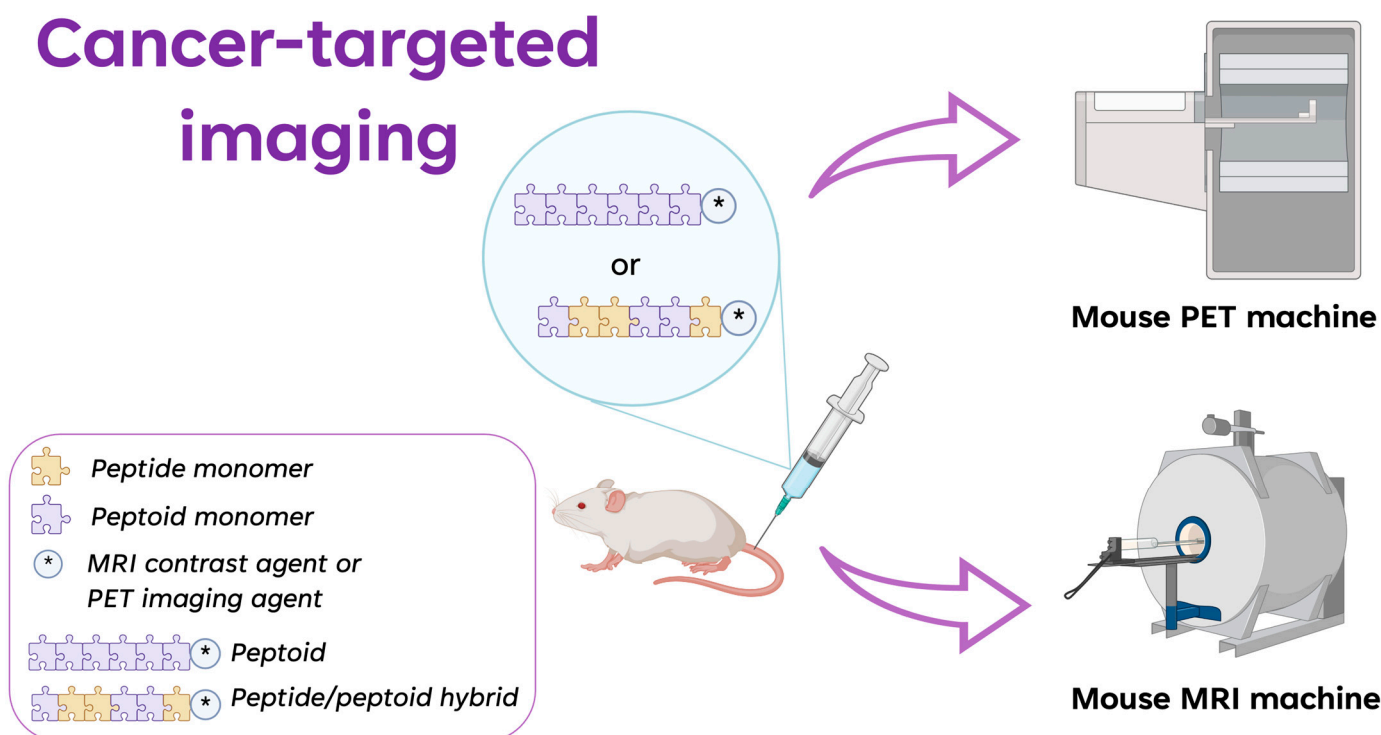 Cancer-targeted
imaging
*
or
*
Mouse PET machine
Peptide monomer
Peptoid monomer
* MRI contrast agent or
PET imaging agent
* Peptoid
* Peptide/peptoid hybrid
Mouse MRI machine